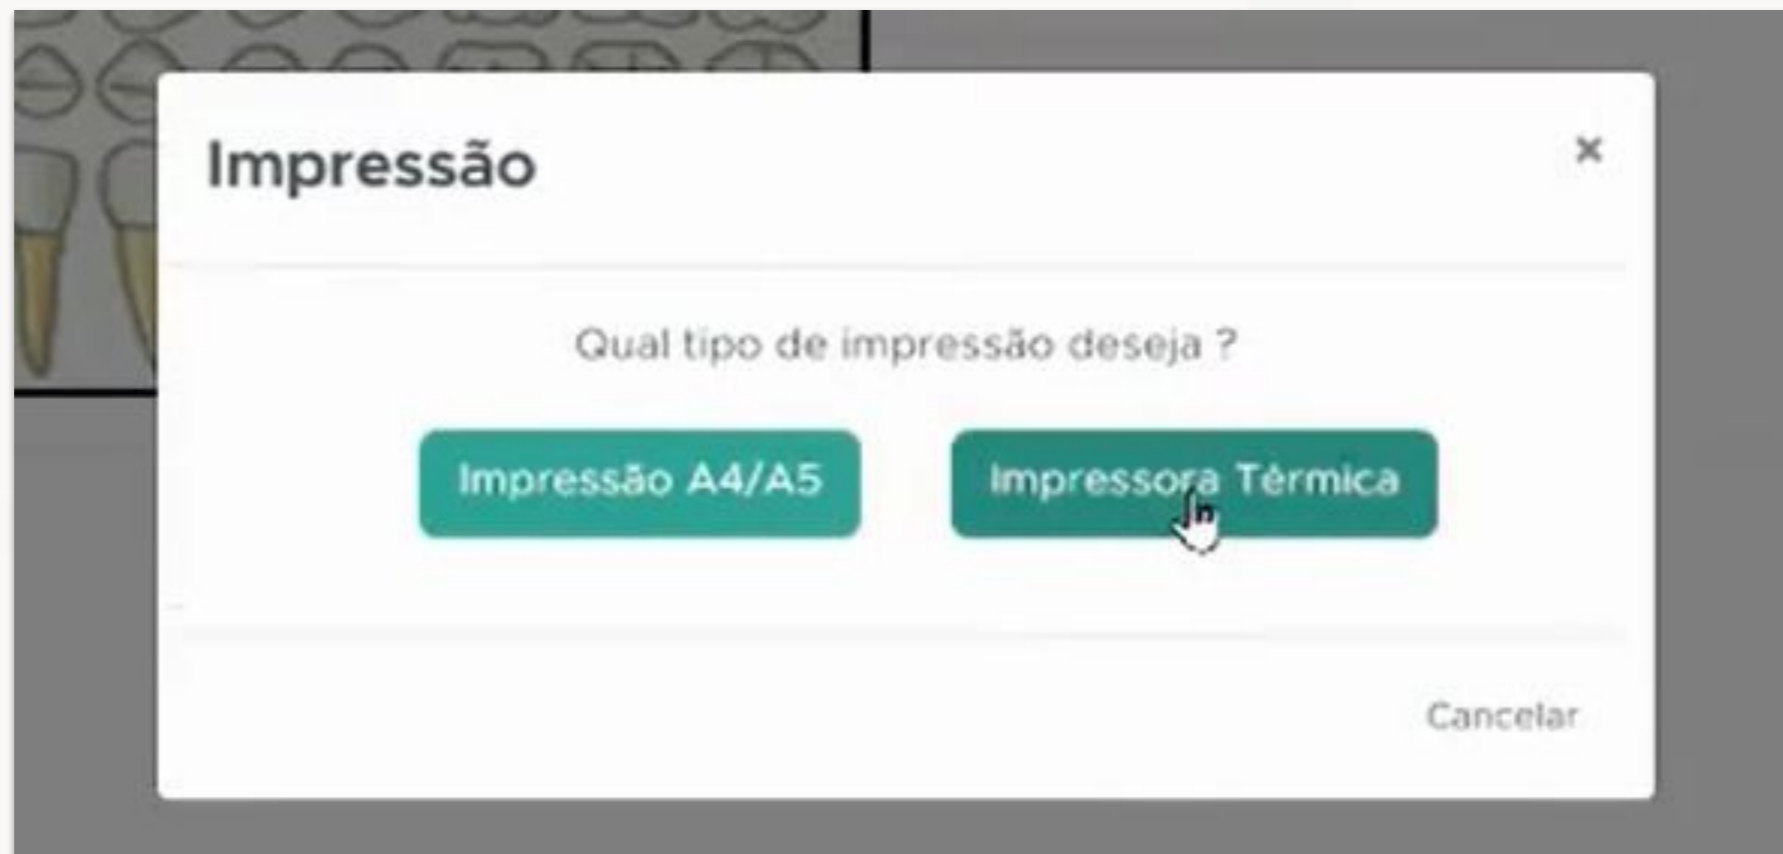 Impressão
×
Qual tipo de impressão deseja ?
Impressão A4/A5
Impressora Térmica
Cancelar